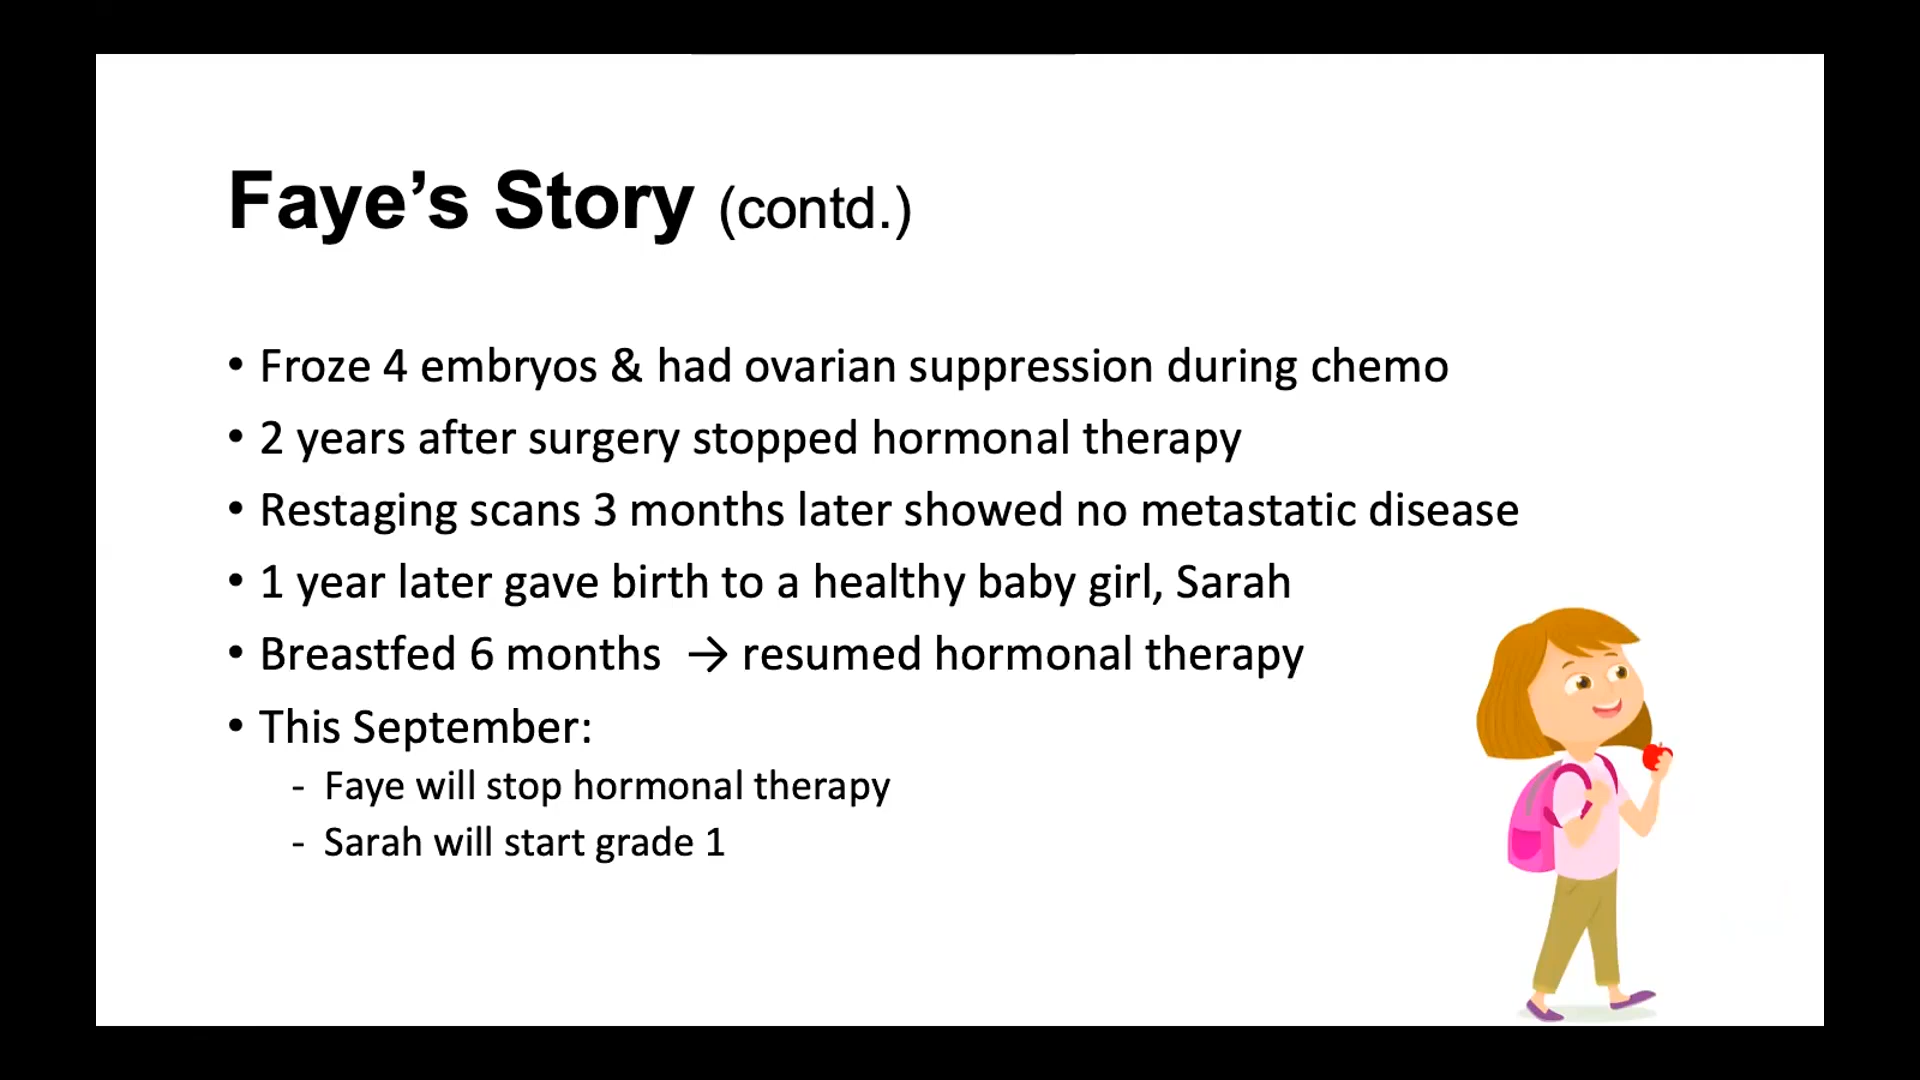 Faye’s Story (contd.)
• Froze 4 embryos & had ovarian suppression during chemo
• 2 years after surgery stopped hormonal therapy
• Restaging scans 3 months later showed no metastatic disease
• 1 year later gave birth to a healthy baby girl, Sarah
• Breastfed 6 months → resumed hormonal therapy
• This September:
- Faye will stop hormonal therapy
- Sarah will start grade 1